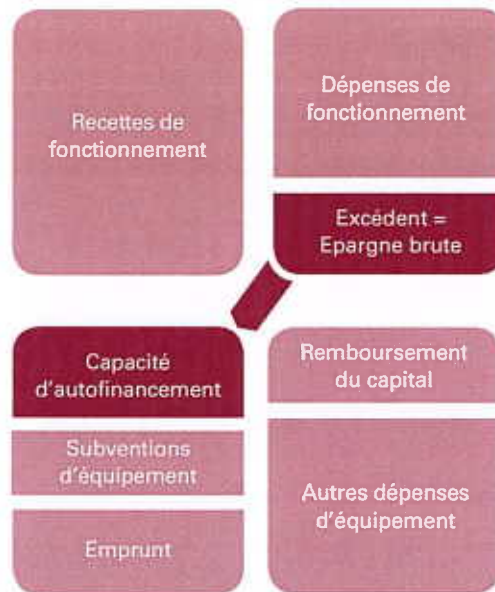 Recettes de
fonctionnement
Dépenses de
fonctionnement
Excédent =
Epargne brute
Capacité
d'autofinancement
Subventions
d'équipement
Emprunt
Remboursement
du capital
Autres dépenses
d'équipement